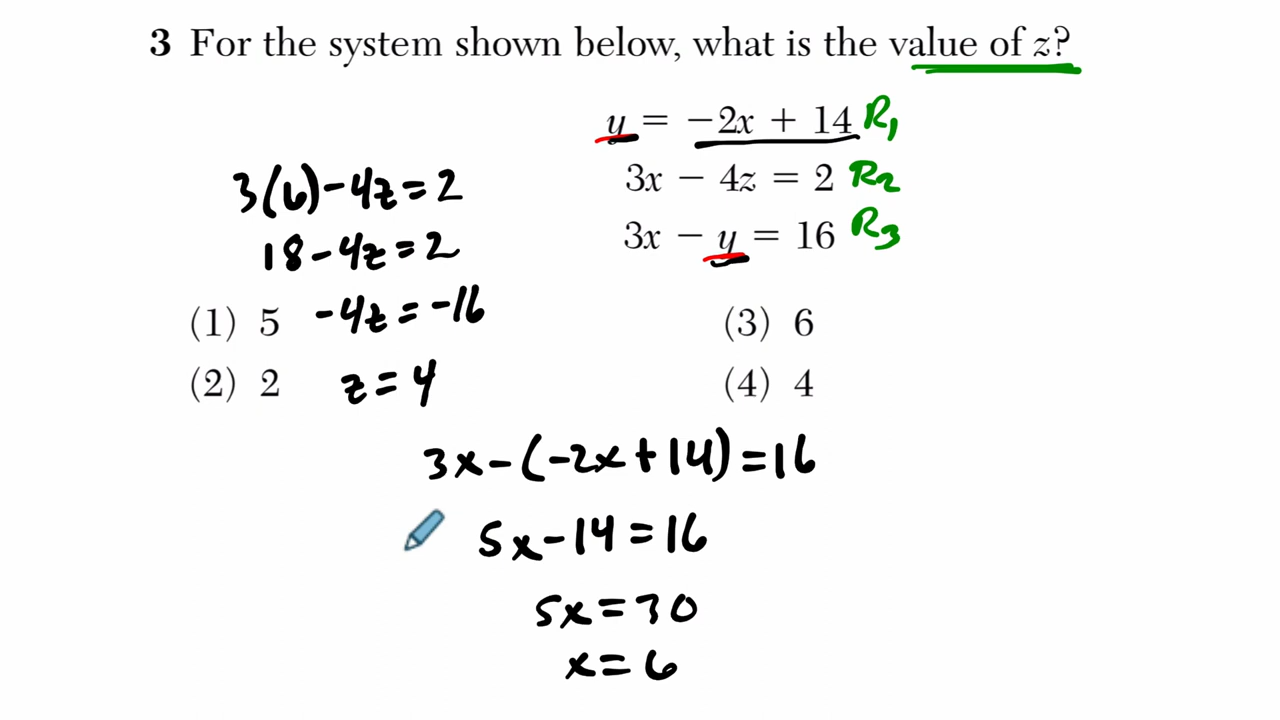 3 For the system shown below, what is the value of z?
y = −2x + 14 R1
3x − 4z = 2 R2
3x − y = 16 R3
3(6)-4z=2
18-4z=2
-4z=-16
z=4
(1) 5
(2) 2
(3) 6
(4) 4
3x-(-2x+14)=16
5x-14=16
5x=30
x=6